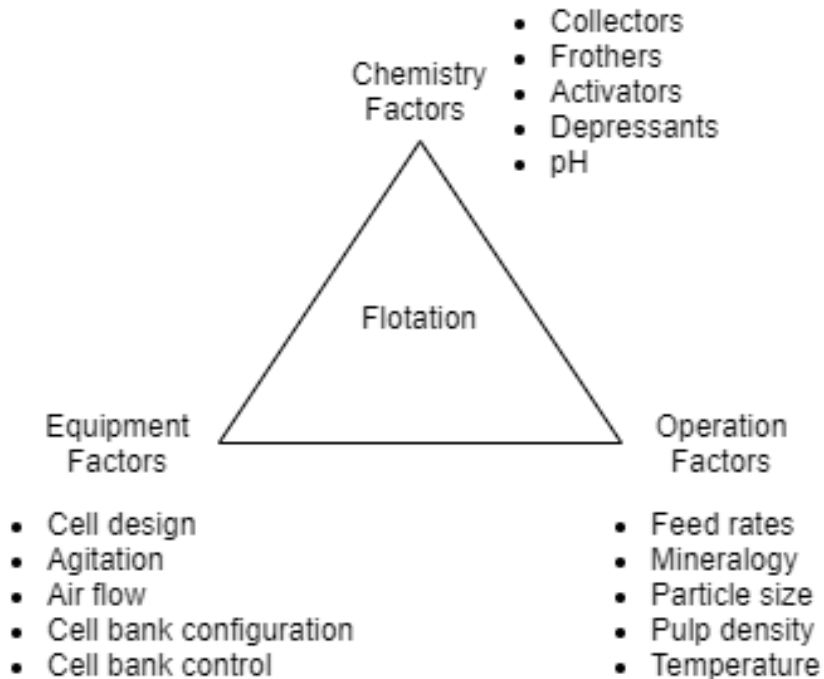 Chemistry
Factors
• Collectors
• Frothers
• Activators
• Depressants
• pH
Flotation
Equipment
Factors
• Cell design
• Agitation
• Air flow
• Cell bank configuration
• Cell bank control
Operation
Factors
• Feed rates
• Mineralogy
• Particle size
• Pulp density
• Temperature